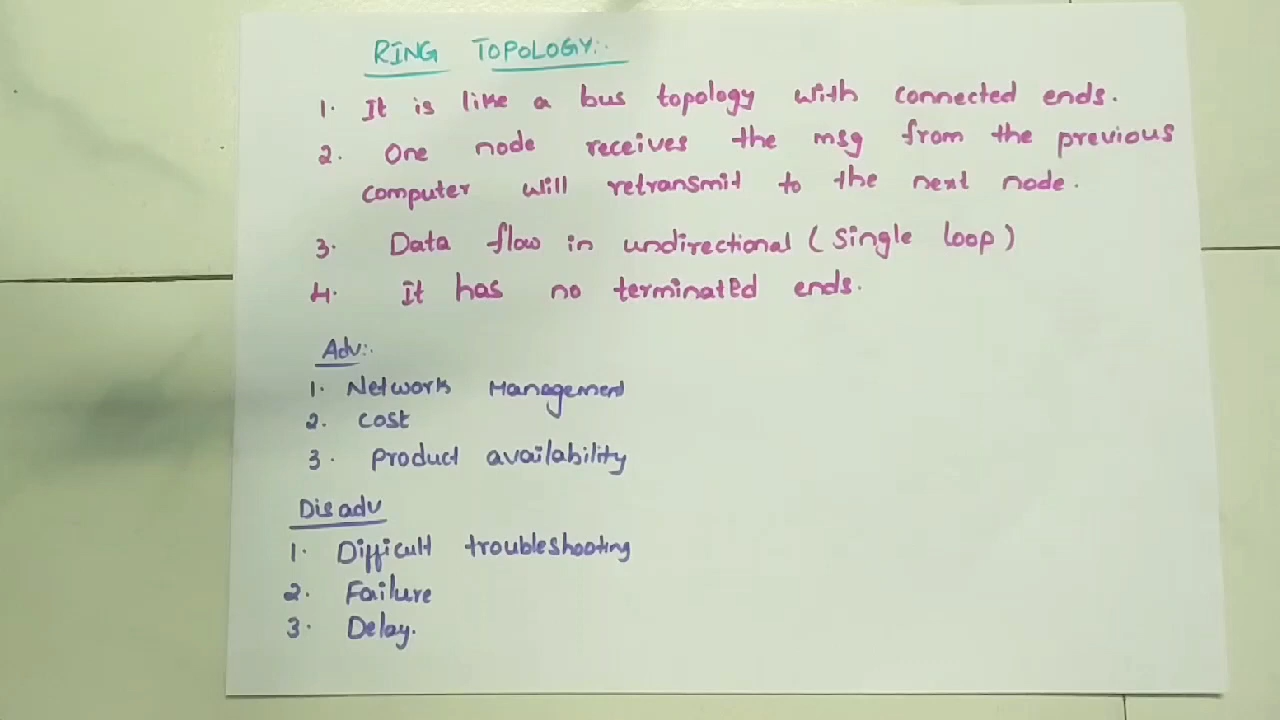 RING TOPOLOGY:.
1. It is like a bus topology with connected ends.
2. One node receives the msg from the previous
computer will retransmit to the next node.
3. Data flow in undirectional (single loop)
4. It has no terminated ends.
Adv:.
1. Network Management
2. Cost
3. Product availability
Disadv
1. Difficult troubleshooting
2. Failure
3. Delay.